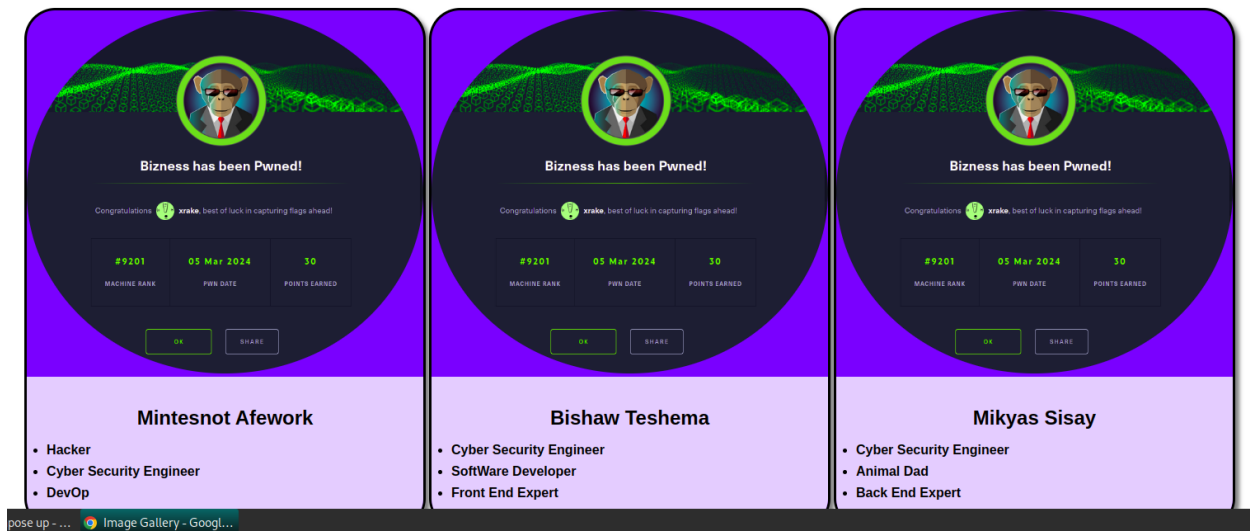 Bizness has been Pwned!
Congratulations xrake, best of luck in capturing flags ahead!
#9201 05 Mar 2024 30
MACHINE RANK PWN DATE POINTS EARNED
OK SHARE
Mintesnot Afework
Hacker
Cyber Security Engineer
DevOp
Bizness has been Pwned!
Congratulations xrake, best of luck in capturing flags ahead!
#9201 05 Mar 2024 30
MACHINE RANK PWN DATE POINTS EARNED
OK SHARE
Bishaw Teshema
Cyber Security Engineer
SoftWare Developer
Front End Expert
Bizness has been Pwned!
Congratulations xrake, best of luck in capturing flags ahead!
#9201 05 Mar 2024 30
MACHINE RANK PWN DATE POINTS EARNED
OK SHARE
Mikyas Sisay
Cyber Security Engineer
Animal Dad
Back End Expert
pose up - ... Image Gallery - Googl...